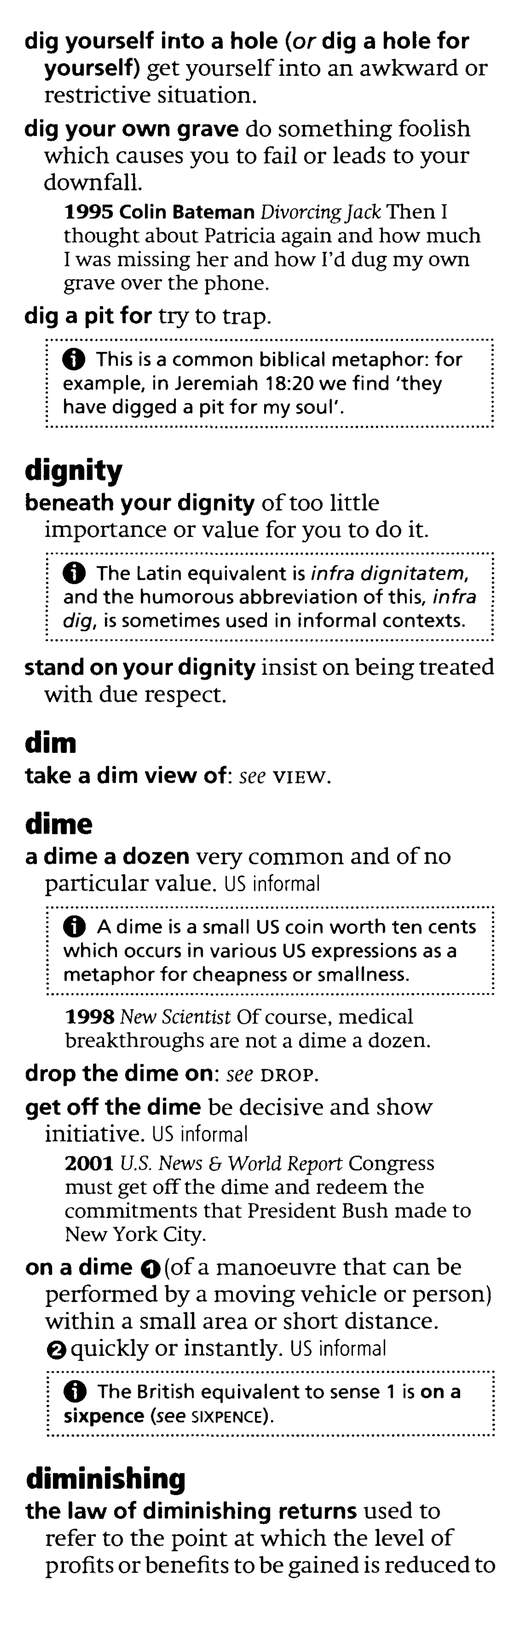 dig yourself into a hole (or dig a hole for
yourself) get yourself into an awkward or
restrictive situation.
dig your own grave do something foolish
which causes you to fail or leads to your
downfall.
1995 Colin Bateman Divorcing Jack Then I
thought about Patricia again and how much
I was missing her and how I'd dug my own
grave over the phone.
dig a pit for try to trap.
i This is a common biblical metaphor: for
example, in Jeremiah 18:20 we find 'they
have digged a pit for my soul'.
dignity
beneath your dignity of too little
importance or value for you to do it.
i The Latin equivalent is infra dignitatem,
and the humorous abbreviation of this, infra
dig, is sometimes used in informal contexts.
stand on your dignity insist on being treated
with due respect.
dim
take a dim view of: see VIEW.
dime
a dime a dozen very common and of no
particular value. US informal
i A dime is a small US coin worth ten cents
which occurs in various US expressions as a
metaphor for cheapness or smallness.
1998 New Scientist Of course, medical
breakthroughs are not a dime a dozen.
drop the dime on: see DROP.
get off the dime be decisive and show
initiative. US informal
2001 U.S. News & World Report Congress
must get off the dime and redeem the
commitments that President Bush made to
New York City.
on a dime ❶ (of a manoeuvre that can be
performed by a moving vehicle or person)
within a small area or short distance.
❷ quickly or instantly. US informal
i The British equivalent to sense 1 is on a
sixpence (see SIXPENCE).
diminishing
the law of diminishing returns used to
refer to the point at which the level of
profits or benefits to be gained is reduced to